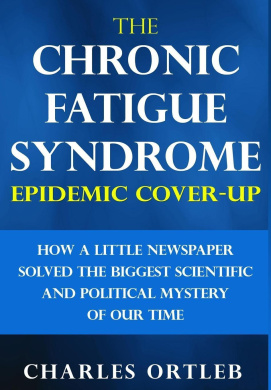 THE
CHRONIC
FATIGUE
SYNDROME
EPIDEMIC COVER-UP
HOW A LITTLE NEWSPAPER
SOLVED THE BIGGEST SCIENTIFIC
AND POLITICAL MYSTERY
OF OUR TIME
CHARLES ORTLEB